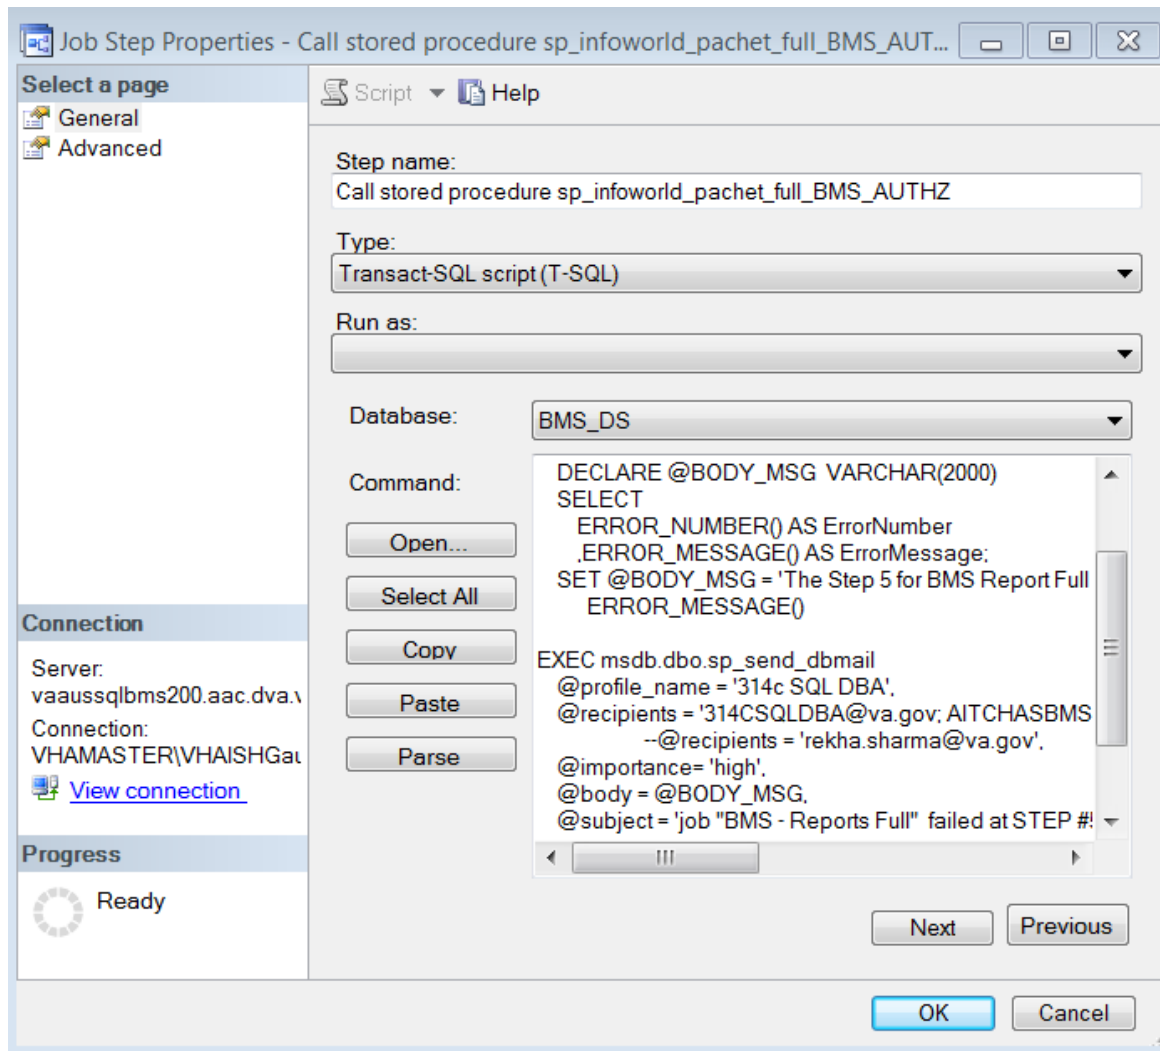 Job Step Properties - Call stored procedure sp_infoworld_pachet_full_BMS_AUT...
Select a page
General
Advanced
Script
Help
Step name:
Call stored procedure sp_infoworld_pachet_full_BMS_AUTHZ
Type:
Transact-SQL script (T-SQL)
Run as:
Database:
BMS_DS
Command:
Open...
Select All
Copy
Paste
Parse
DECLARE @BODY_MSG VARCHAR(2000)
SELECT
ERROR_NUMBER() AS ErrorNumber
,ERROR_MESSAGE() AS ErrorMessage;
SET @BODY_MSG = 'The Step 5 for BMS Report Full
ERROR_MESSAGE()
EXEC msdb.dbo.sp_send_dbmail
@profile_name = '314c SQL DBA',
@recipients = '314CSQLDBA@va.gov; AITCHASBMS
--@recipients = 'rekha.sharma@va.gov',
@importance= 'high',
@body = @BODY_MSG,
@subject = 'job "BMS - Reports Full" failed at STEP #
Connection
Server:
vaaussqlbms200.aac.dva.v
Connection:
VHAMASTER\VHAISHGau
View connection
Progress
Ready
Next
Previous
OK
Cancel